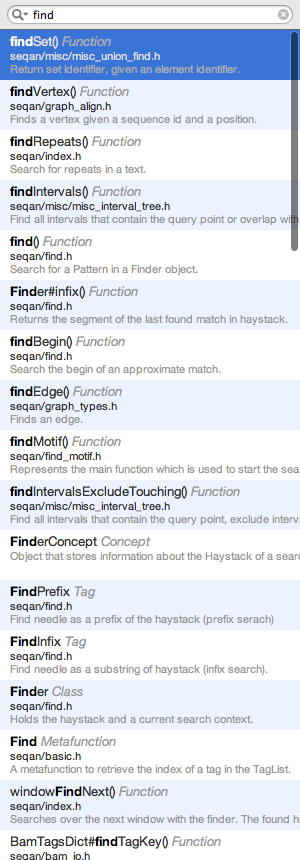 find
findSet() Function
seqan/misc/misc_union_find.h
Return set identifier, given an element identifier.
findVertex() Function
seqan/graph_align.h
Finds a vertex given a sequence id and a position.
findRepeats() Function
seqan/index.h
Search for repeats in a text.
findIntervals() Function
seqan/misc/misc_interval_tree.h
Find all intervals that contain the query point or overlap with
find() Function
seqan/find.h
Search for a Pattern in a Finder object.
Finder#infix() Function
seqan/find.h
Returns the segment of the last found match in haystack.
findBegin() Function
seqan/find.h
Search the begin of an approximate match.
findEdge() Function
seqan/graph_types.h
Finds an edge.
findMotif() Function
seqan/find_motif.h
Represents the main function which is used to start the sea
findIntervalsExcludeTouching() Function
seqan/misc/misc_interval_tree.h
Find all intervals that contain the query point, exclude interv
FinderConcept Concept
Object that stores information about the Haystack of a searc
FindPrefix Tag
seqan/find.h
Find needle as a prefix of the haystack (prefix serach)
FindInfix Tag
seqan/find.h
Find needle as a substring of haystack (infix search).
Finder Class
seqan/find.h
Holds the haystack and a current search context.
Find Metafunction
seqan/basic.h
A metafunction to retrieve the index of a tag in the TagList.
windowFindNext() Function
seqan/index.h
Searches over the next window with the finder. The found hi
BamTagsDict#findTagKey() Function
seqan/bam_io.h